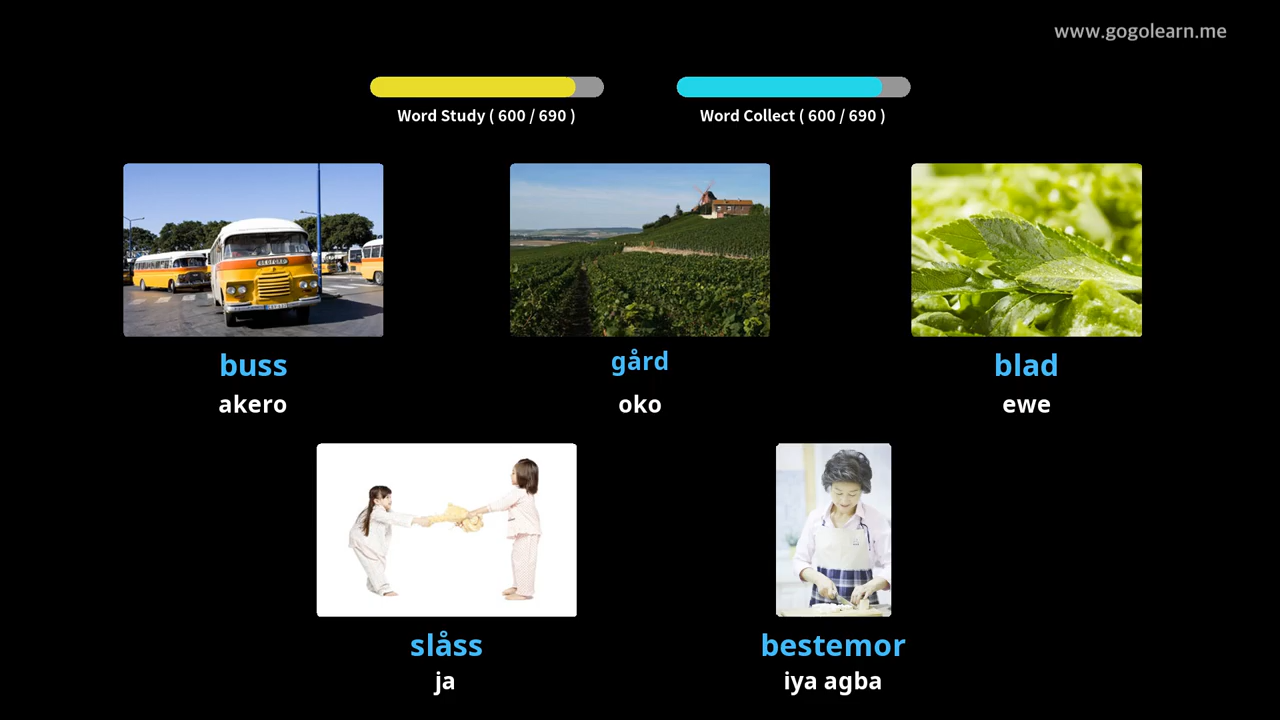 www.gogolearn.me
Word Study ( 600 / 690 )
Word Collect ( 600 / 690 )
BEDFORD
buss
gård
blad
akero
oko
ewe
slåss
bestemor
ja
iya agba